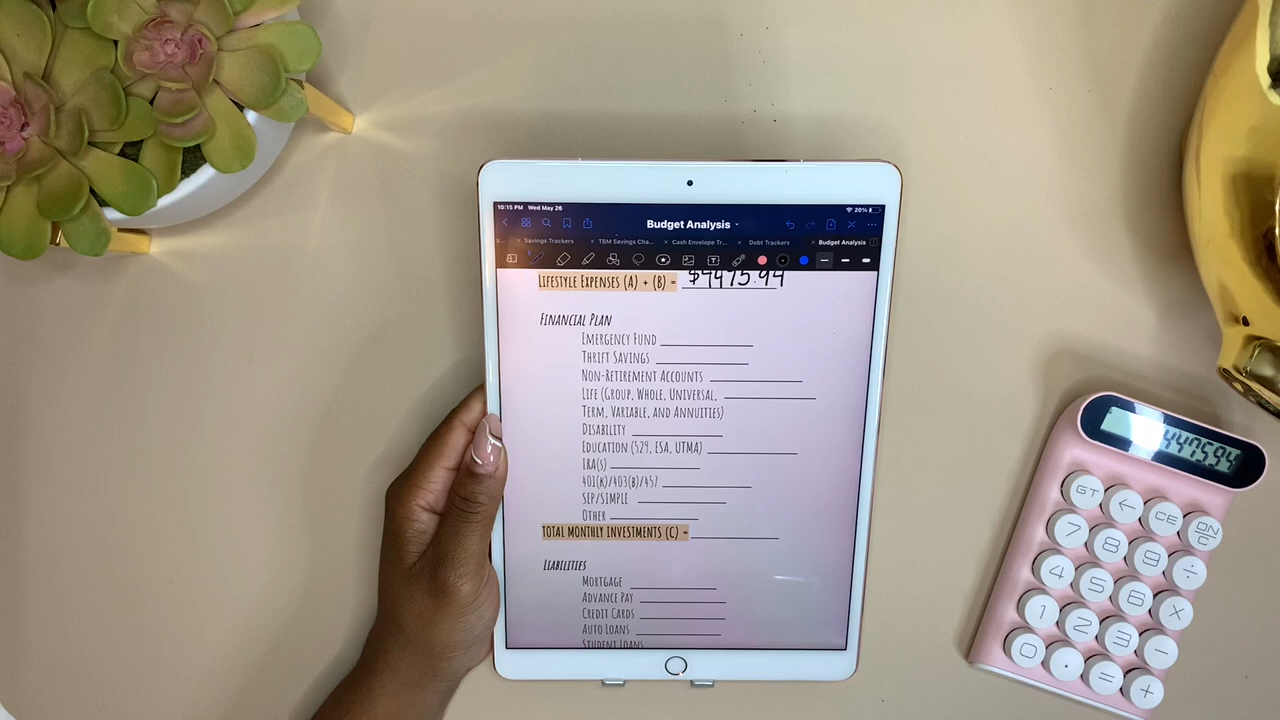 10:15 PM Wed May 26
20%
Budget Analysis
Savings Trackers
TBM Savings Cha...
Cash Envelope Tr...
Debt Trackers
Budget Analysis
LIFESTYLE EXPENSES (A) + (B) = $4475.94
FINANCIAL PLAN
EMERGENCY FUND
THRIFT SAVINGS
NON-RETIREMENT ACCOUNTS
LIFE (GROUP, WHOLE, UNIVERSAL,
TERM, VARIABLE, AND ANNUITIES)
DISABILITY
EDUCATION (529, ESA, UTMA)
IRA(S)
401(K)/403(B)/457
SEP/SIMPLE
OTHER
TOTAL MONTHLY INVESTMENTS (C) =
LIABILITIES
MORTGAGE
ADVANCE PAY
CREDIT CARDS
AUTO LOANS
STUDENT LOANS
4475.94
GT ← CE ON/C
7 8 9 ÷
4 5 6 ×
1 2 3 −
0 . = +